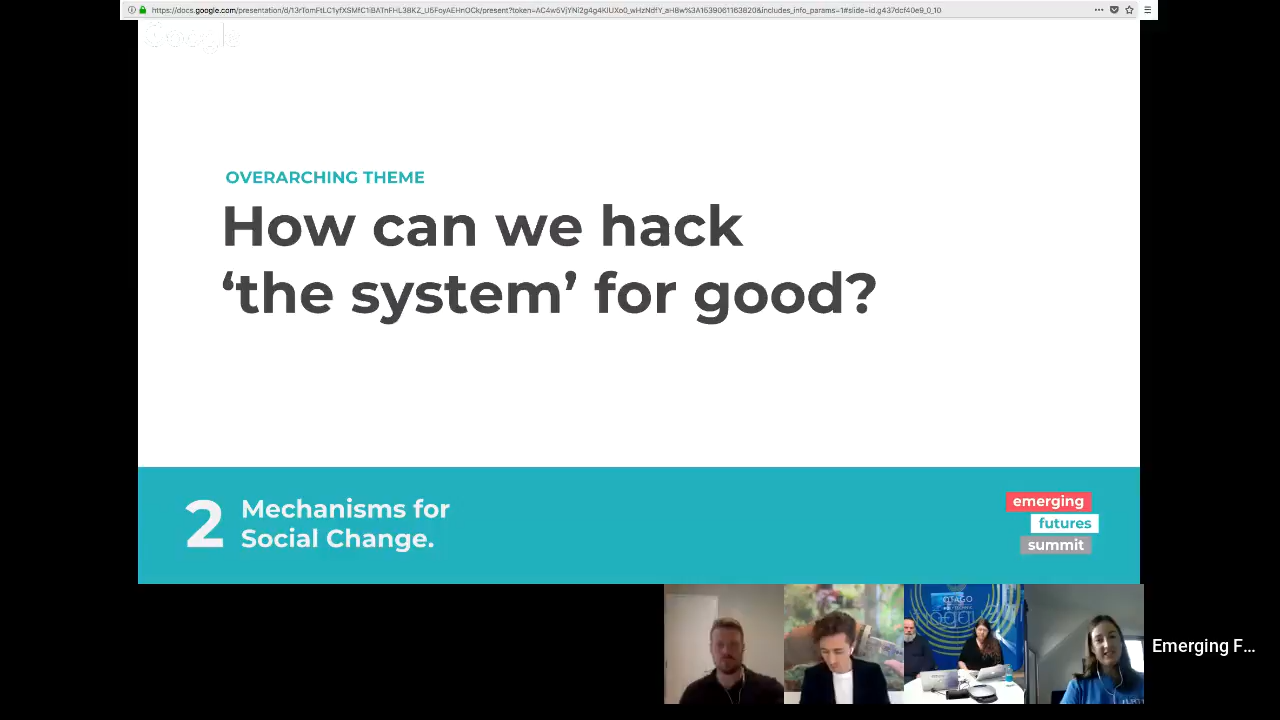 OVERARCHING THEME
How can we hack
‘the system’ for good?
2
Mechanisms for
Social Change.
emerging
futures
summit
OTAGO
Emerging F...